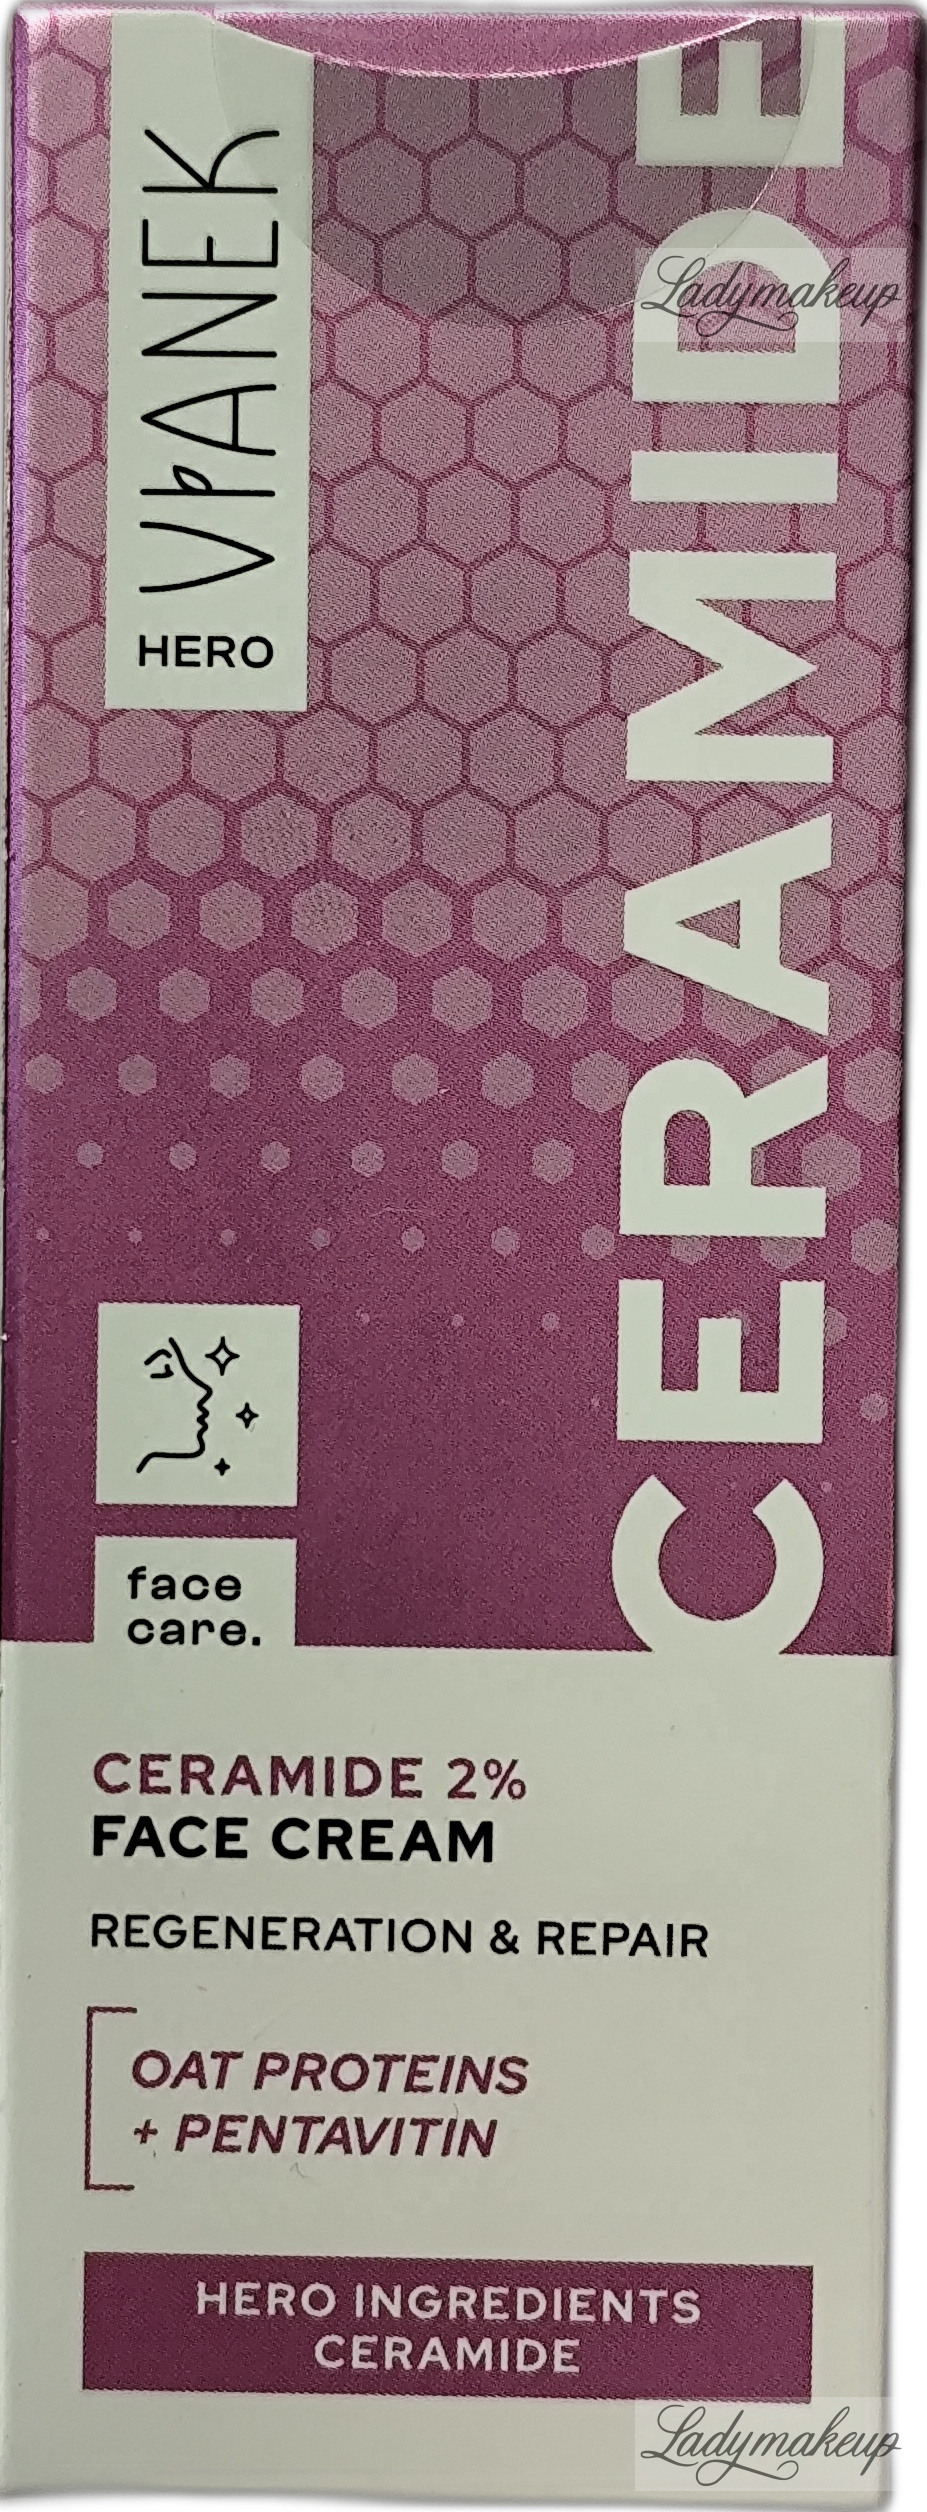 VIANEK
HERO
CERAMIDE
Ladymakeup
face
care.
CERAMIDE 2%
FACE CREAM
REGENERATION & REPAIR
OAT PROTEINS
+ PENTAVITIN
HERO INGREDIENTS
CERAMIDE
Ladymakeup